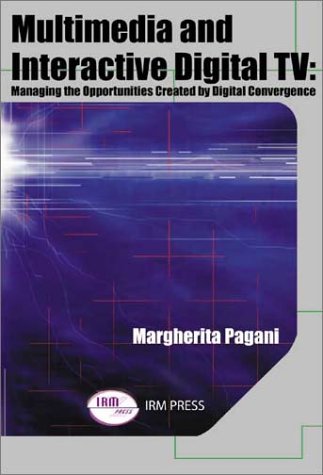 Multimedia and
Interactive Digital TV:
Managing the Opportunities Created by Digital Convergence
Margherita Pagani
IRM
PRESS
IRM PRESS